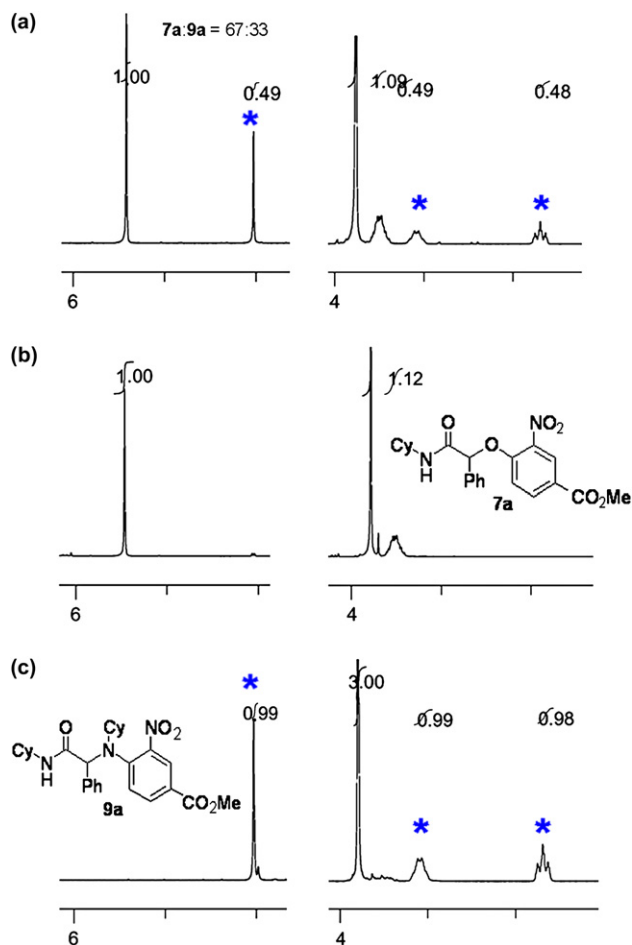 (a)
7a:9a = 67:33
1.00
0.49
1.09
0.49
0.48
*
*
*
6
4
(b)
1.00
1.12
O
Cy
N
H
O
Ph
NO2
CO2Me
7a
6
4
(c)
*
0.99
3.00
0.99
0.98
O
Cy
N
H
Cy
N
Ph
NO2
CO2Me
9a
*
*
6
4